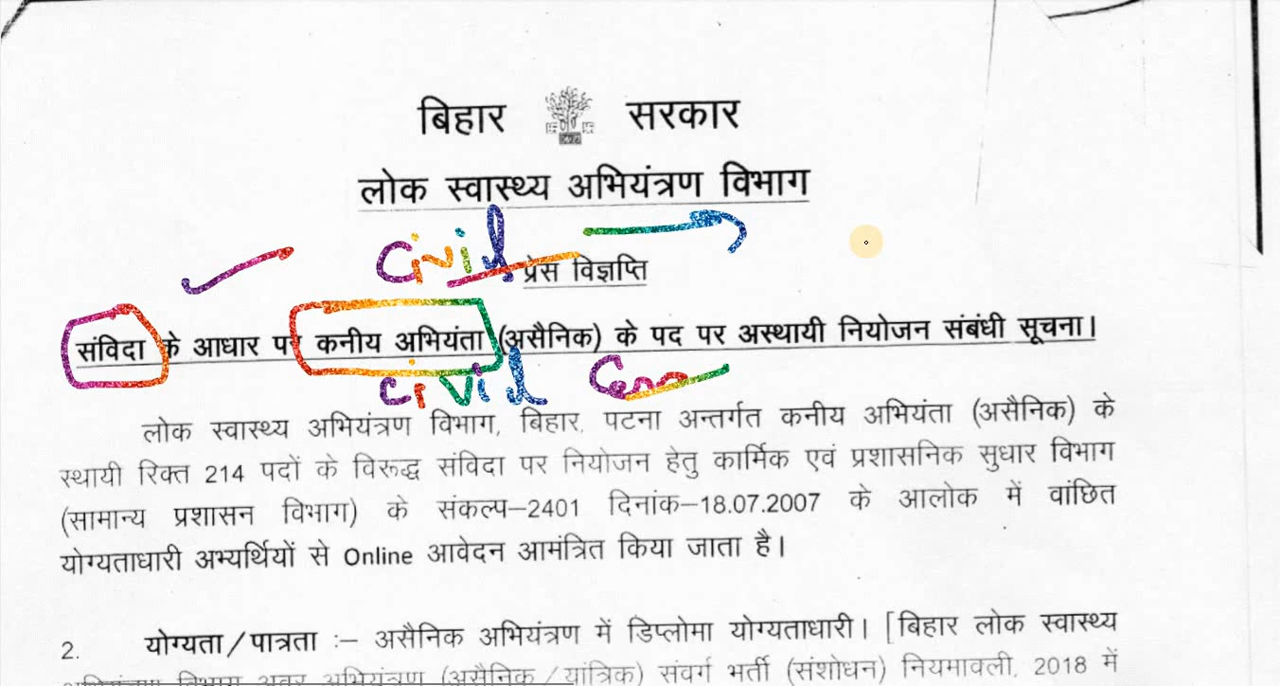 बिहार सरकार
लोक स्वास्थ्य अभियंत्रण विभाग
Civil
प्रेस विज्ञप्ति
संविदा के आधार पर कनीय अभियंता (असैनिक) के पद पर अस्थायी नियोजन संबंधी सूचना।
Civil
लोक स्वास्थ्य अभियंत्रण विभाग, बिहार, पटना अन्तर्गत कनीय अभियंता (असैनिक) के
स्थायी रिक्त 214 पदों के विरूद्ध संविदा पर नियोजन हेतु कार्मिक एवं प्रशासनिक सुधार विभाग
(सामान्य प्रशासन विभाग) के संकल्प–2401 दिनांक–18.07.2007 के आलोक में वांछित
योग्यताधारी अभ्यर्थियों से Online आवेदन आमंत्रित किया जाता है।
2. योग्यता/पात्रता :– असैनिक अभियंत्रण में डिप्लोमा योग्यताधारी। [बिहार लोक स्वास्थ्य
अभियंत्रण विभाग अवर अभियंत्रण (असैनिक/यांत्रिक) संवर्ग भर्ती (संशोधन) नियमावली, 2018 में